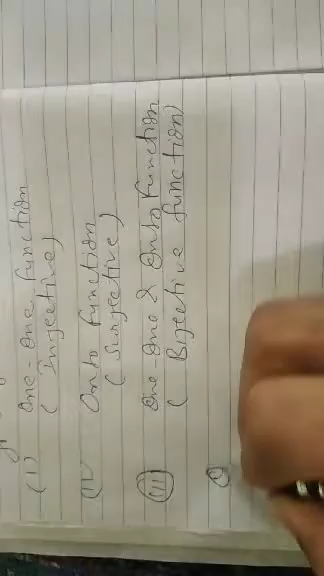 (I) One-One function
(Injective)
(II) Onto function
(Surjective)
(III) One-One & Onto Function
(Bijective function)